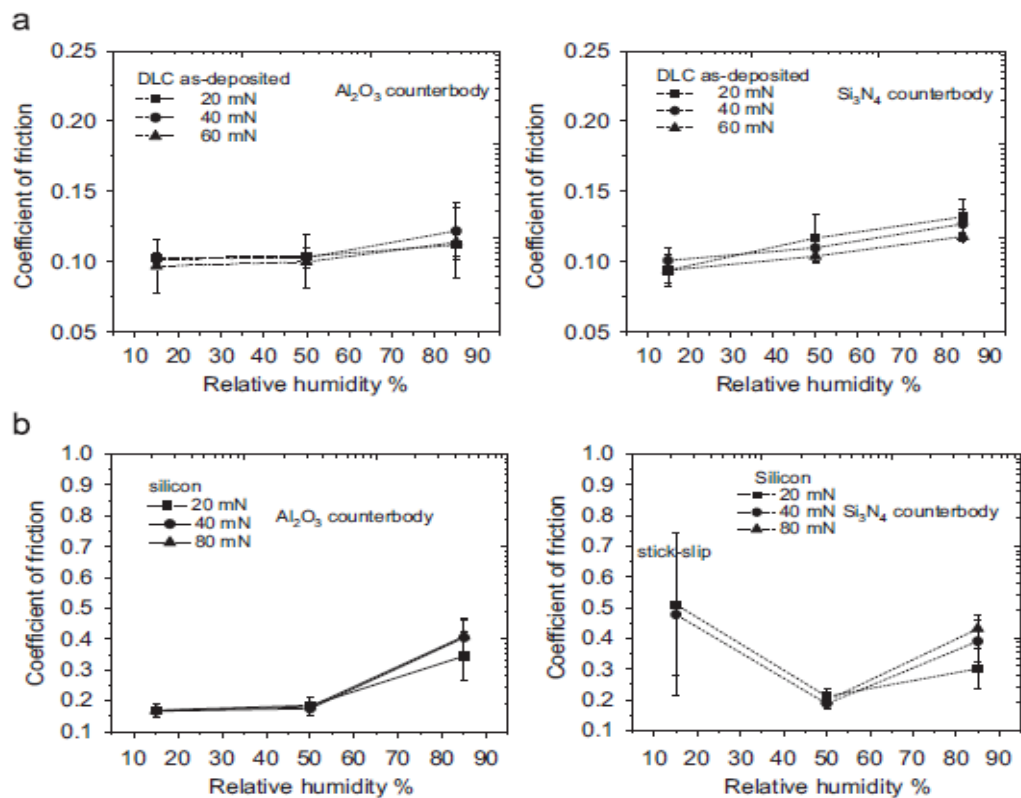 a
0.25
0.20
0.15
0.10
0.05
Coefficient of friction
DLC as-deposited
20 mN
40 mN
60 mN
Al₂O₃ counterbody
10 20 30 40 50 60 70 80 90
Relative humidity %
0.25
0.20
0.15
0.10
0.05
Coefficient of friction
DLC as-deposited
20 mN
40 mN
60 mN
Si₃N₄ counterbody
10 20 30 40 50 60 70 80 90
Relative humidity %
b
1.0
0.9
0.8
0.7
0.6
0.5
0.4
0.3
0.2
0.1
Coefficient of friction
silicon
20 mN
40 mN
80 mN
Al₂O₃ counterbody
10 20 30 40 50 60 70 80 90
Relative humidity %
1.0
0.9
0.8
0.7
0.6
0.5
0.4
0.3
0.2
0.1
Coefficient of friction
Silicon
20 mN
40 mN
80 mN
Si₃N₄ counterbody
stick-slip
10 20 30 40 50 60 70 80 90
Relative humidity %